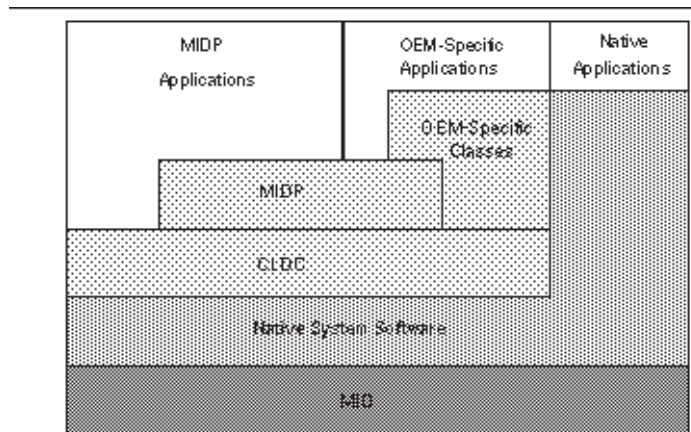 MIDP
Applications
OEM-Specific
Applications
Native
Applications
OEM-Specific
Classes
MIDP
CLDC
Native System Software
MID